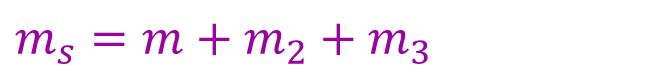 mₛ = m + m₂ + m₃